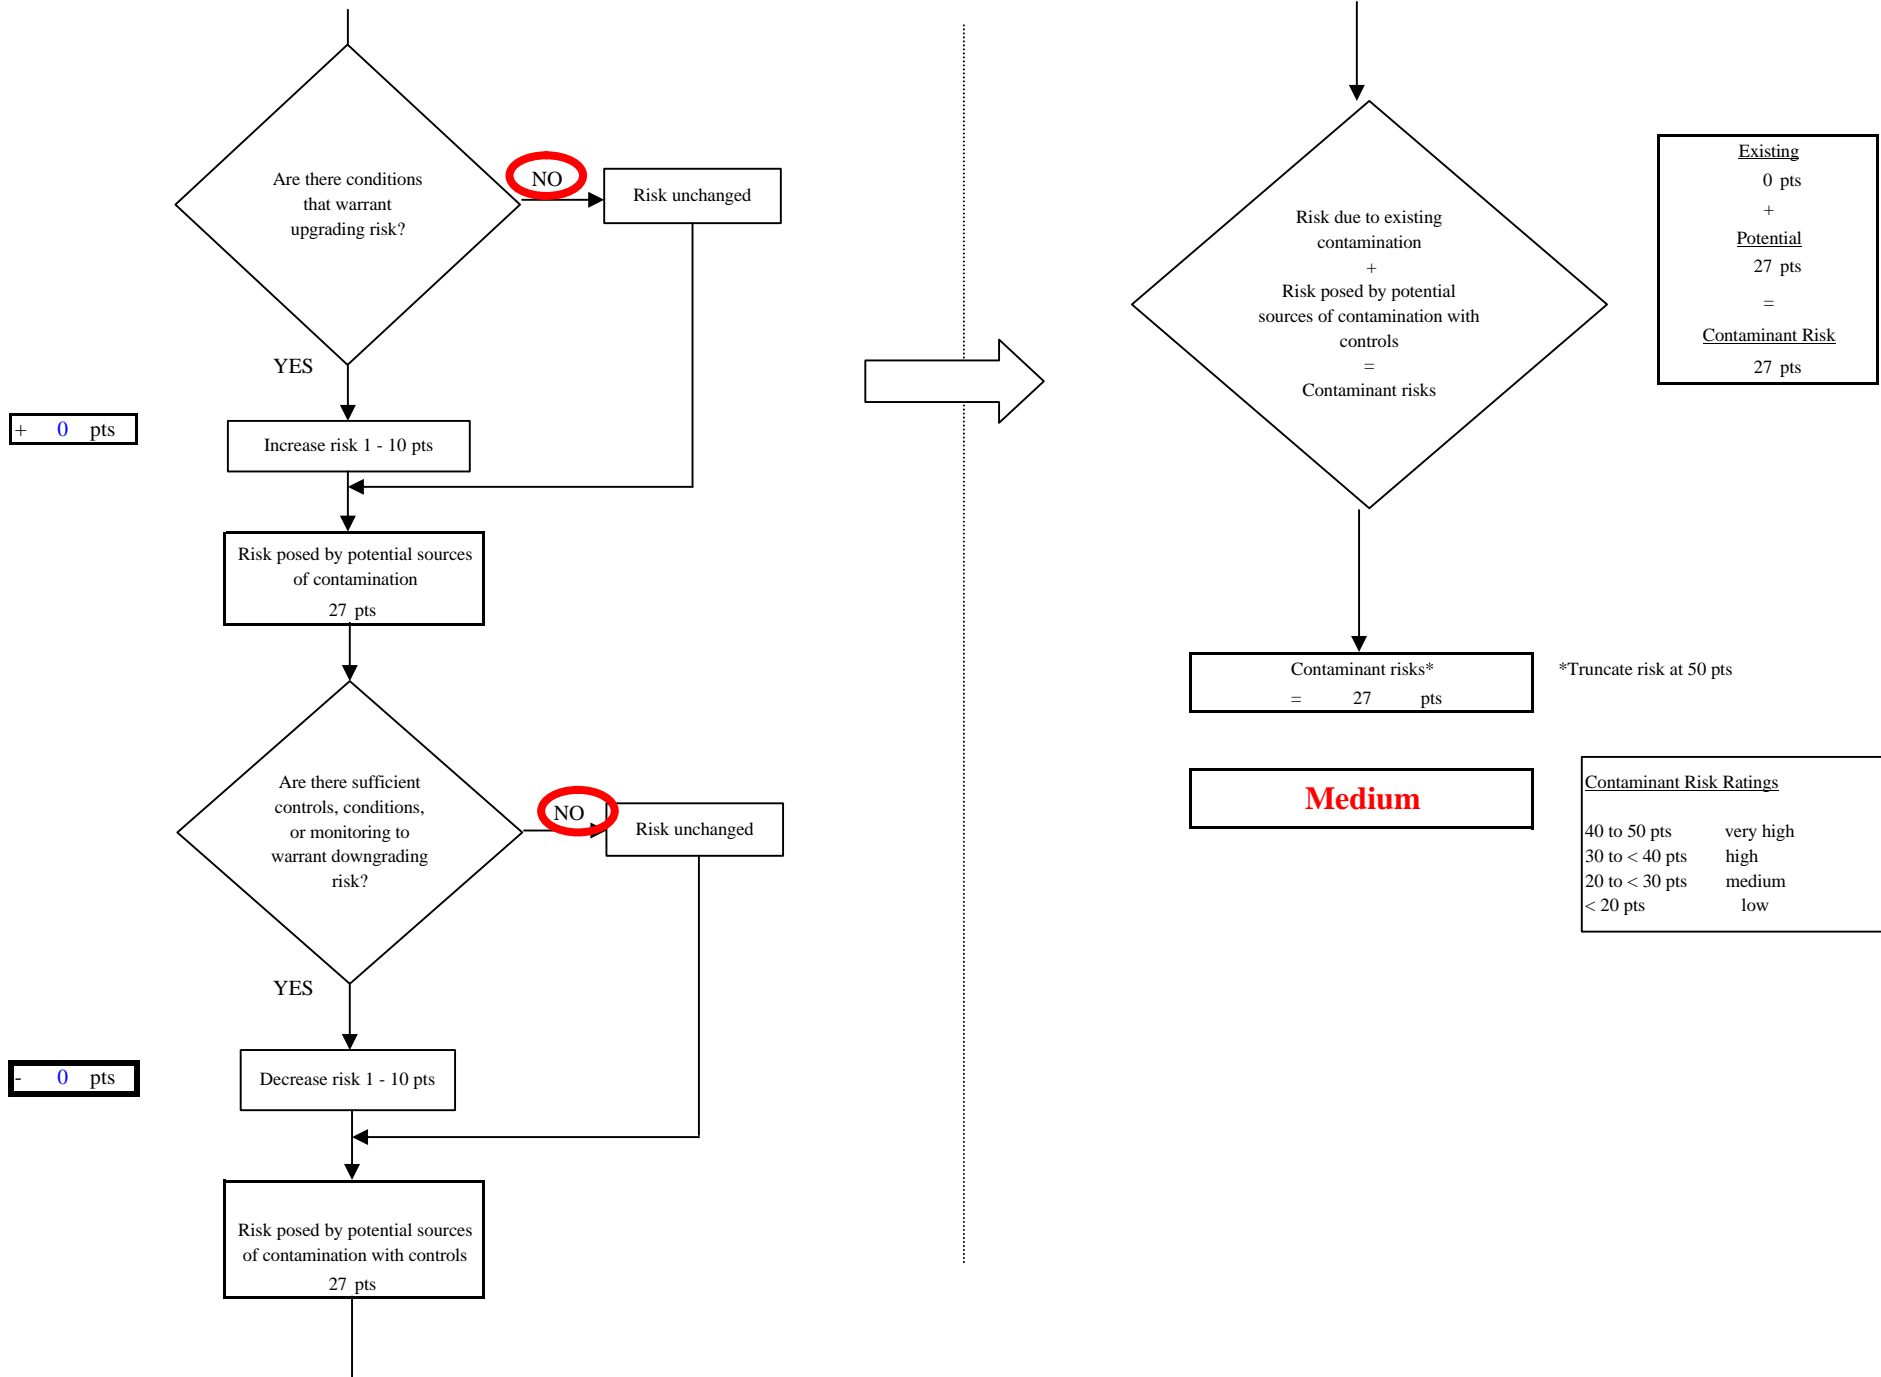 Are there conditions
that warrant
upgrading risk?
NO
Risk unchanged
YES
+ 0 pts
Increase risk 1 - 10 pts
Risk posed by potential sources
of contamination
27 pts
Are there sufficient
controls, conditions,
or monitoring to
warrant downgrading
risk?
NO
Risk unchanged
YES
- 0 pts
Decrease risk 1 - 10 pts
Risk posed by potential sources
of contamination with controls
27 pts
Risk due to existing
contamination
+
Risk posed by potential
sources of contamination with
controls
=
Contaminant risks
Existing
0 pts
+
Potential
27 pts
=
Contaminant Risk
27 pts
Contaminant risks*
= 27 pts
*Truncate risk at 50 pts
Medium
Contaminant Risk Ratings
40 to 50 pts very high
30 to < 40 pts high
20 to < 30 pts medium
< 20 pts low